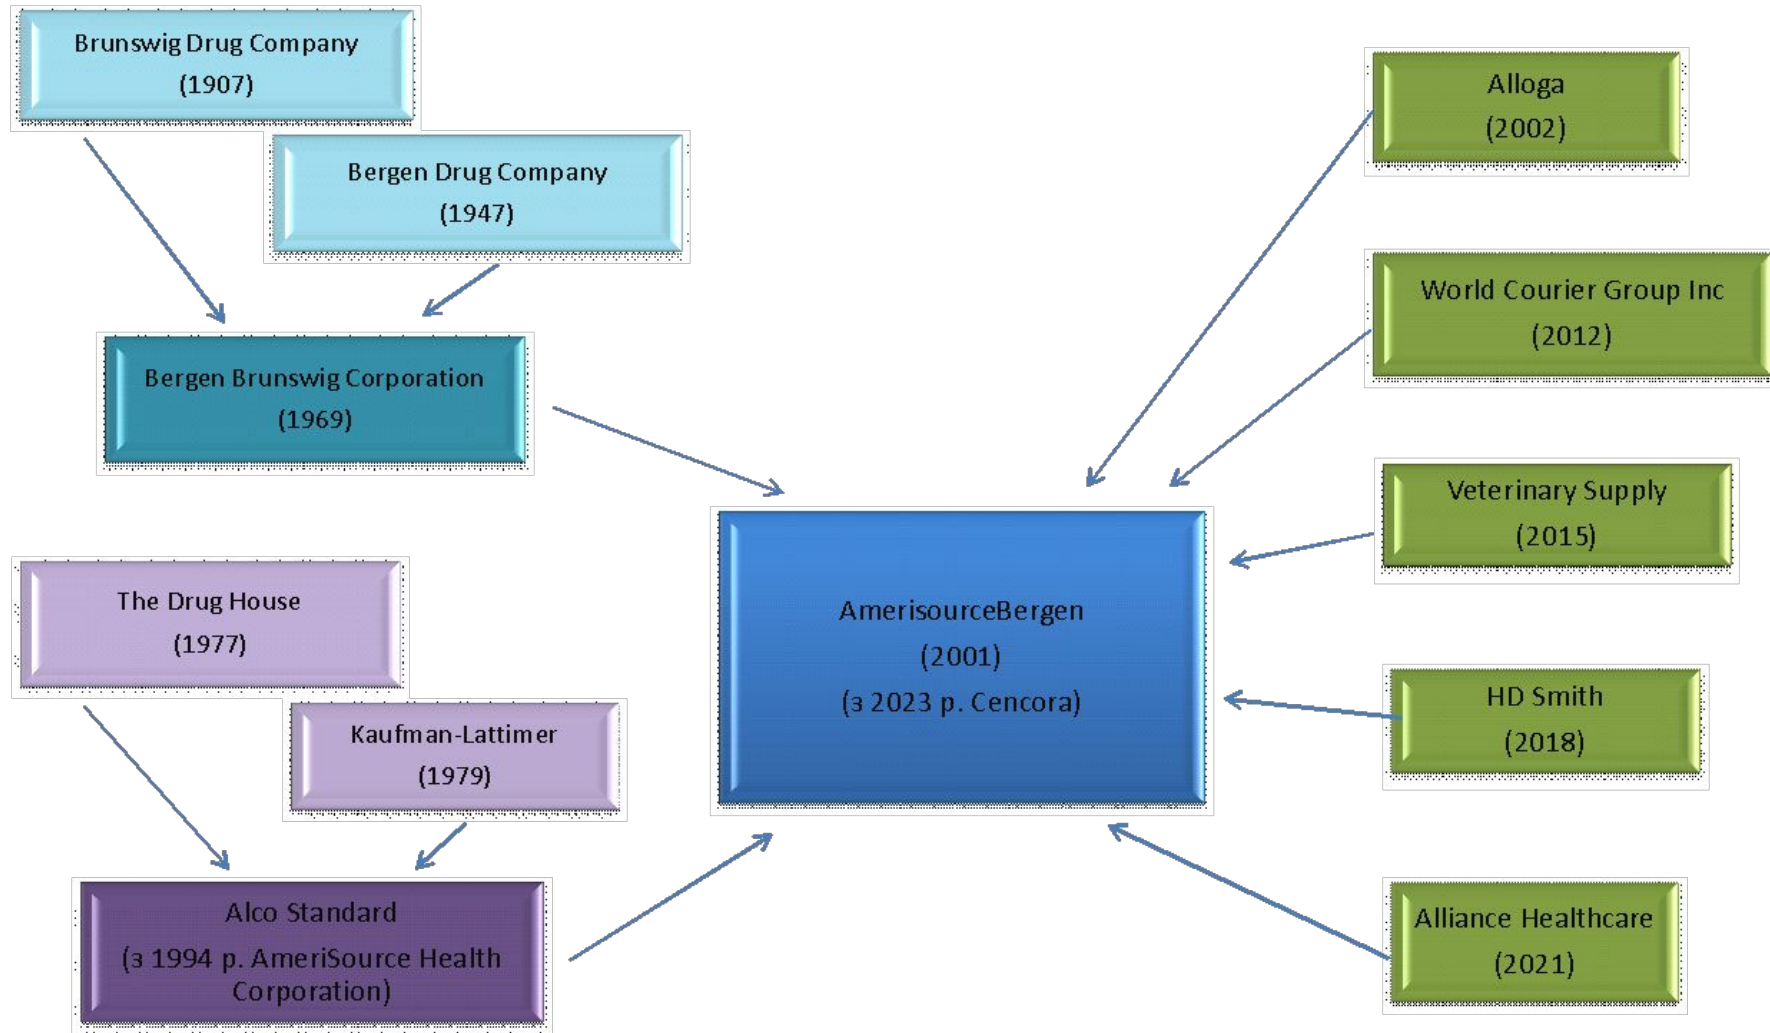 Brunswig Drug Company
(1907)
Bergen Drug Company
(1947)
Bergen Brunswig Corporation
(1969)
The Drug House
(1977)
Kaufman-Lattimer
(1979)
Alco Standard
(з 1994 р. AmeriSource Health
Corporation)
AmerisourceBergen
(2001)
(з 2023 р. Cencora)
Alloga
(2002)
World Courier Group Inc
(2012)
Veterinary Supply
(2015)
HD Smith
(2018)
Alliance Healthcare
(2021)